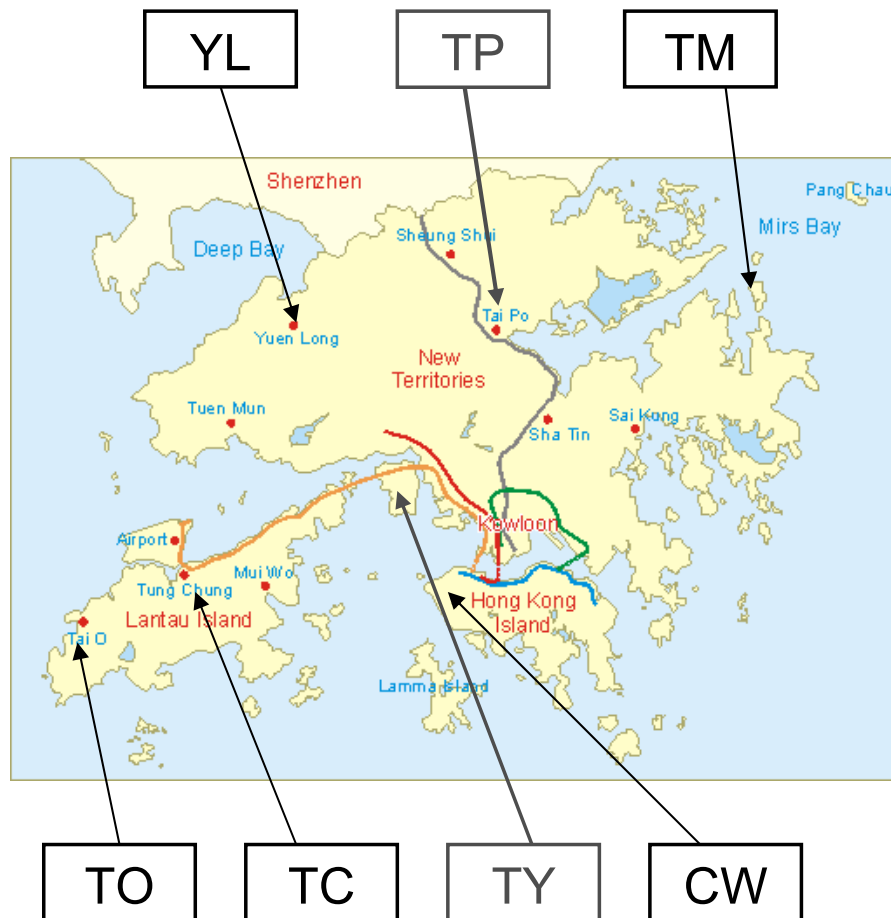 YL
TP
TM
Shenzhen
Pang Chau
Mirs Bay
Sheung Shui
Deep Bay
Tai Po
Yuen Long
New
Territories
Tuen Mun
Sai Kung
Sha Tin
Kowloon
Airport
Mui Wo
Tung Chung
Hong Kong
Island
Lantau Island
Tai O
Lamma Island
TO
TC
TY
CW